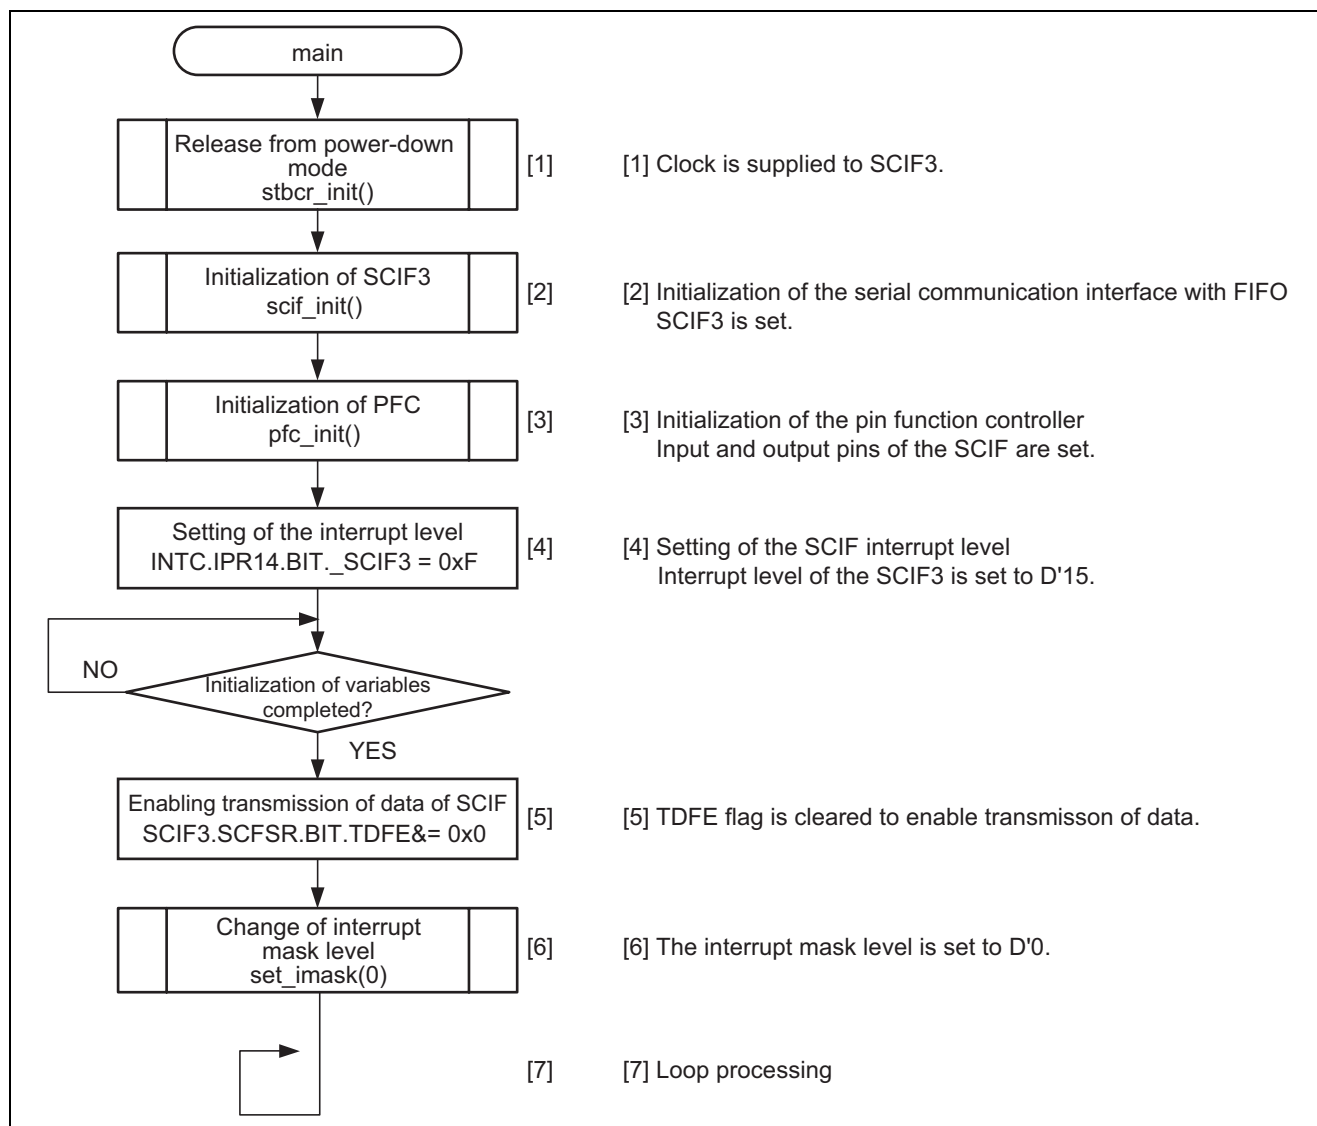 main
Release from power-down
mode
stbcr_init()
[1]
[1] Clock is supplied to SCIF3.
Initialization of SCIF3
scif_init()
[2]
[2] Initialization of the serial communication interface with FIFO
SCIF3 is set.
Initialization of PFC
pfc_init()
[3]
[3] Initialization of the pin function controller
Input and output pins of the SCIF are set.
Setting of the interrupt level
INTC.IPR14.BIT._SCIF3 = 0xF
[4]
[4] Setting of the SCIF interrupt level
Interrupt level of the SCIF3 is set to D'15.
NO
Initialization of variables
completed?
YES
Enabling transmission of data of SCIF
SCIF3.SCFSR.BIT.TDFE&= 0x0
[5]
[5] TDFE flag is cleared to enable transmisson of data.
Change of interrupt
mask level
set_imask(0)
[6]
[6] The interrupt mask level is set to D'0.
[7]
[7] Loop processing